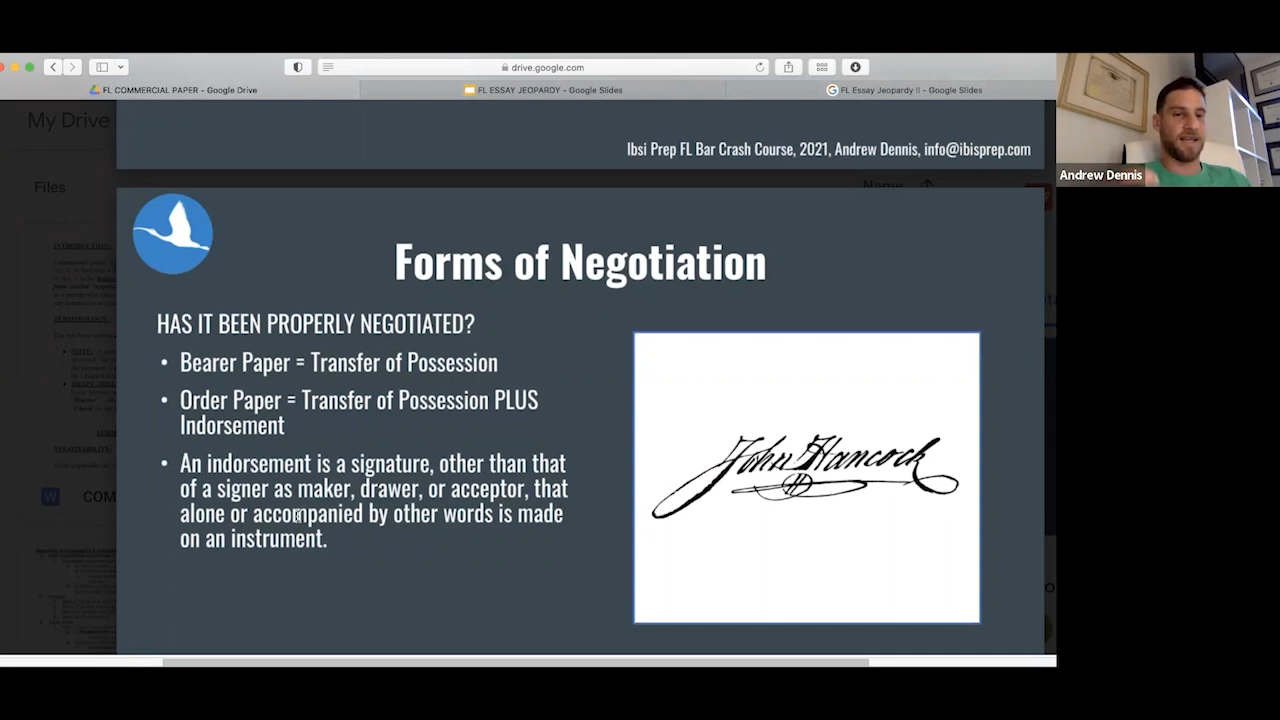 drive.google.com
FL COMMERCIAL PAPER - Google Drive
FL ESSAY JEOPARDY - Google Slides
FL Essay Jeopardy II - Google Slides
My Drive
Files
Name
Ibsi Prep FL Bar Crash Course, 2021, Andrew Dennis, info@ibisprep.com
Andrew Dennis
Forms of Negotiation
HAS IT BEEN PROPERLY NEGOTIATED?
• Bearer Paper = Transfer of Possession
• Order Paper = Transfer of Possession PLUS
Indorsement
• An indorsement is a signature, other than that
of a signer as maker, drawer, or acceptor, that
alone or accompanied by other words is made
on an instrument.
John Hancock
W COM